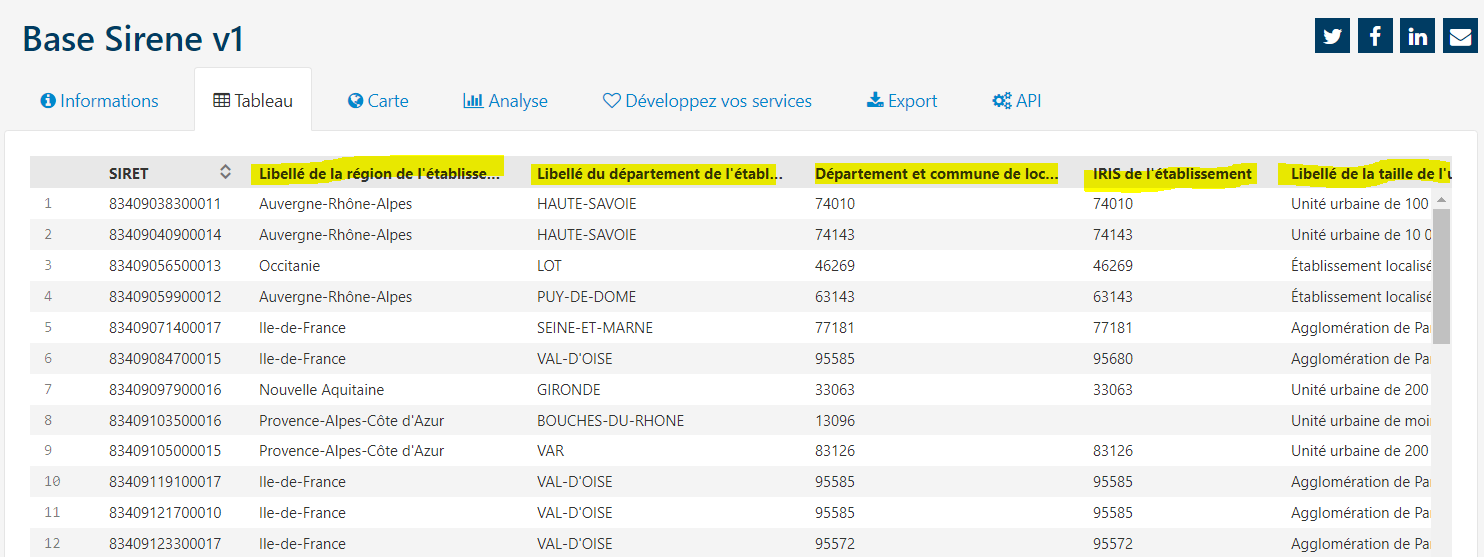 Base Sirene v1
Informations Tableau Carte Analyse Développez vos services Export API
SIRET Libellé de la région de l'établisse... Libellé du département de l'établ... Département et commune de loc... IRIS de l'établissement Libellé de la taille de l'u
1 83409038300011 Auvergne-Rhône-Alpes HAUTE-SAVOIE 74010 74010 Unité urbaine de 100
2 83409040900014 Auvergne-Rhône-Alpes HAUTE-SAVOIE 74143 74143 Unité urbaine de 10 0
3 83409056500013 Occitanie LOT 46269 46269 Établissement localisé
4 83409059900012 Auvergne-Rhône-Alpes PUY-DE-DOME 63143 63143 Établissement localisé
5 83409071400017 Ile-de-France SEINE-ET-MARNE 77181 77181 Agglomération de Pa
6 83409084700015 Ile-de-France VAL-D'OISE 95585 95680 Agglomération de Pa
7 83409097900016 Nouvelle Aquitaine GIRONDE 33063 33063 Unité urbaine de 200
8 83409103500016 Provence-Alpes-Côte d'Azur BOUCHES-DU-RHONE 13096 Unité urbaine de moi
9 83409105000015 Provence-Alpes-Côte d'Azur VAR 83126 83126 Unité urbaine de 200
10 83409119100017 Ile-de-France VAL-D'OISE 95585 95585 Agglomération de Pa
11 83409121700010 Ile-de-France VAL-D'OISE 95585 95585 Agglomération de Pa
12 83409123300017 Ile-de-France VAL-D'OISE 95572 95572 Agglomération de Pa